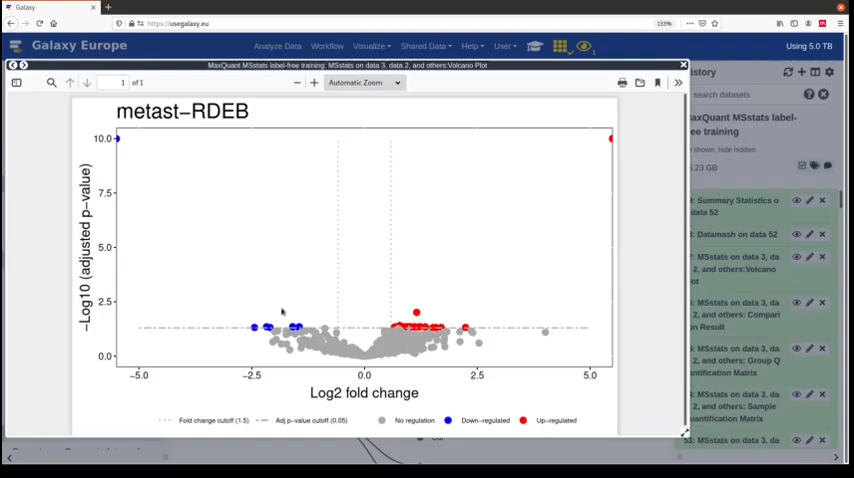 Galaxy
https://usegalaxy.eu
133%
Galaxy Europe
Analyze Data Workflow Visualize Shared Data Help User
Using 5.0 TB
MaxQuant MSstats label-free training: MSstats on data 3, data 2, and others:Volcano Plot
1 of 1
Automatic Zoom
istory
search datasets
axQuant MSstats label-
ee training
shown, hide hidden
.23 GB
: Summary Statistics o
data 52
: Datamash on data 52
: MSstats on data 3, da
2, and others:Volcano
ot
: MSstats on data 3, da
2, and others: Compari
on Result
: MSstats on data 3, da
2, and others: Group Q
antification Matrix
: MSstats on data 3, da
2, and others: Sample
uantification Matrix
: MSstats on data 3, da
metast-RDEB
−Log10 (adjusted p−value)
10.0
7.5
5.0
2.5
0.0
−5.0 −2.5 0.0 2.5 5.0
Log2 fold change
Fold change cutoff (1.5) Adj p−value cutoff (0.05) No regulation Down−regulated Up−regulated